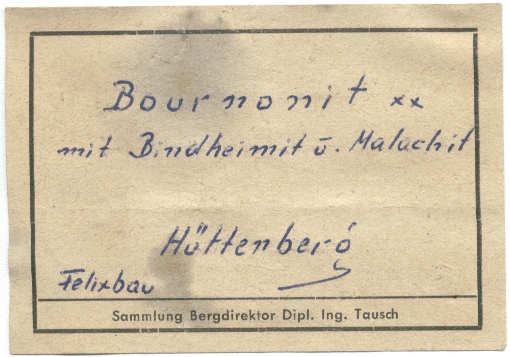 Bournonit xx
mit Bindheimit u. Malachit
Hüttenberg
Felixbau
Sammlung Bergdirektor Dipl. Ing. Tausch